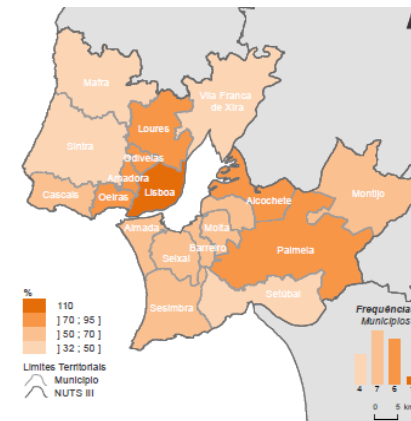 Mafra
Vila Franca
de Xira
Loures
Sintra
Odivelas
Amadora
Lisboa
Cascais
Oeiras
Alcochete
Montijo
Almada
Moita
Barreiro
Seixal
Palmela
Sesimbra
Setúbal
%
110
] 70 ; 95 ]
] 50 ; 70 ]
] 32 ; 50 ]
Limites Territoriais
Município
NUTS III
Frequência
Municípios
4 7 6 1
0 5 k